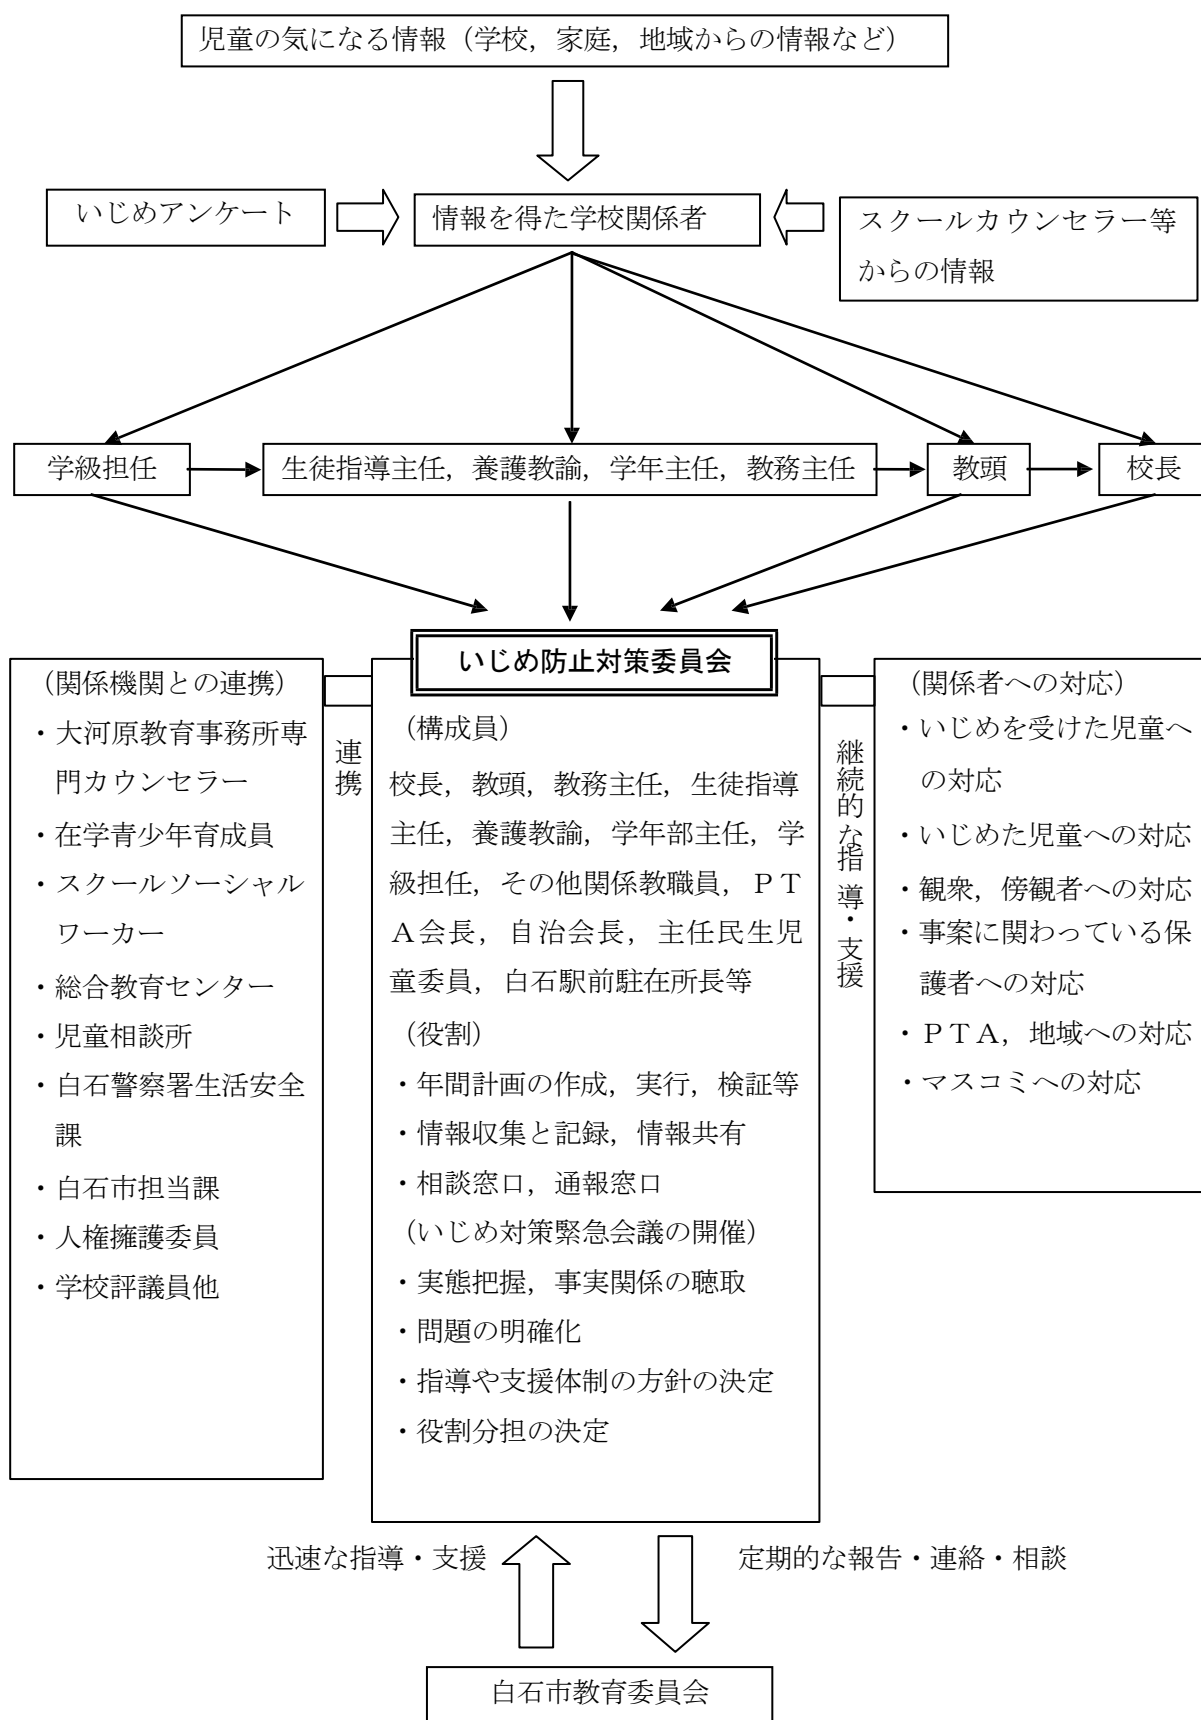 児童の気になる情報（学校，家庭，地域からの情報など）
いじめアンケート
情報を得た学校関係者
スクールカウンセラー等
からの情報
学級担任
生徒指導主任，養護教諭，学年主任，教務主任
教頭
校長
いじめ防止対策委員会
（関係機関との連携）
・大河原教育事務所専
門カウンセラー
・在学青少年育成員
・スクールソーシャル
ワーカー
・総合教育センター
・児童相談所
・白石警察署生活安全
課
・白石市担当課
・人権擁護委員
・学校評議員他
連携
（構成員）
校長，教頭，教務主任，生徒指導
主任，養護教諭，学年部主任，学
級担任，その他関係教職員，ＰＴ
Ａ会長，自治会長，主任民生児
童委員，白石駅前駐在所長等
（役割）
・年間計画の作成，実行，検証等
・情報収集と記録，情報共有
・相談窓口，通報窓口
（いじめ対策緊急会議の開催）
・実態把握，事実関係の聴取
・問題の明確化
・指導や支援体制の方針の決定
・役割分担の決定
継続的な指導・支援
（関係者への対応）
・いじめを受けた児童へ
の対応
・いじめた児童への対応
・観衆，傍観者への対応
・事案に関わっている保
護者への対応
・ＰＴＡ，地域への対応
・マスコミへの対応
迅速な指導・支援
定期的な報告・連絡・相談
白石市教育委員会